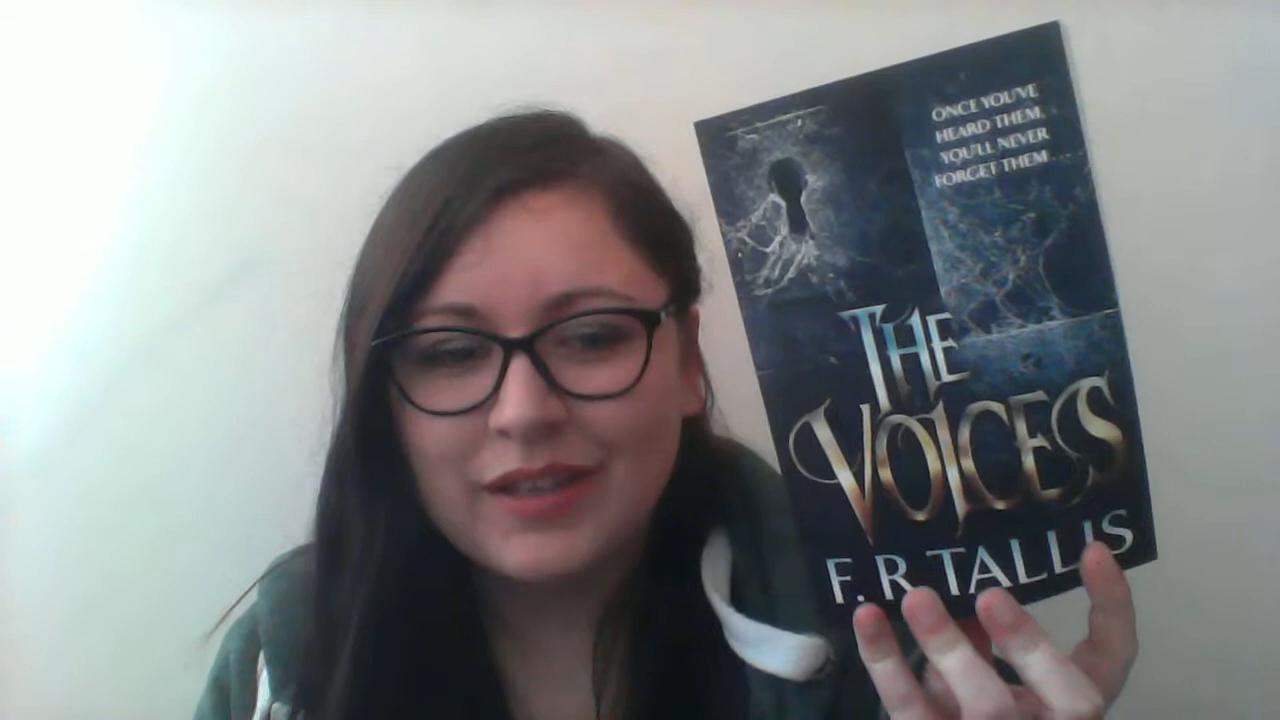 ONCE YOU'VE
HEARD THEM,
YOU'LL NEVER
FORGET THEM
THE
VOICES
F. R. TALLIS